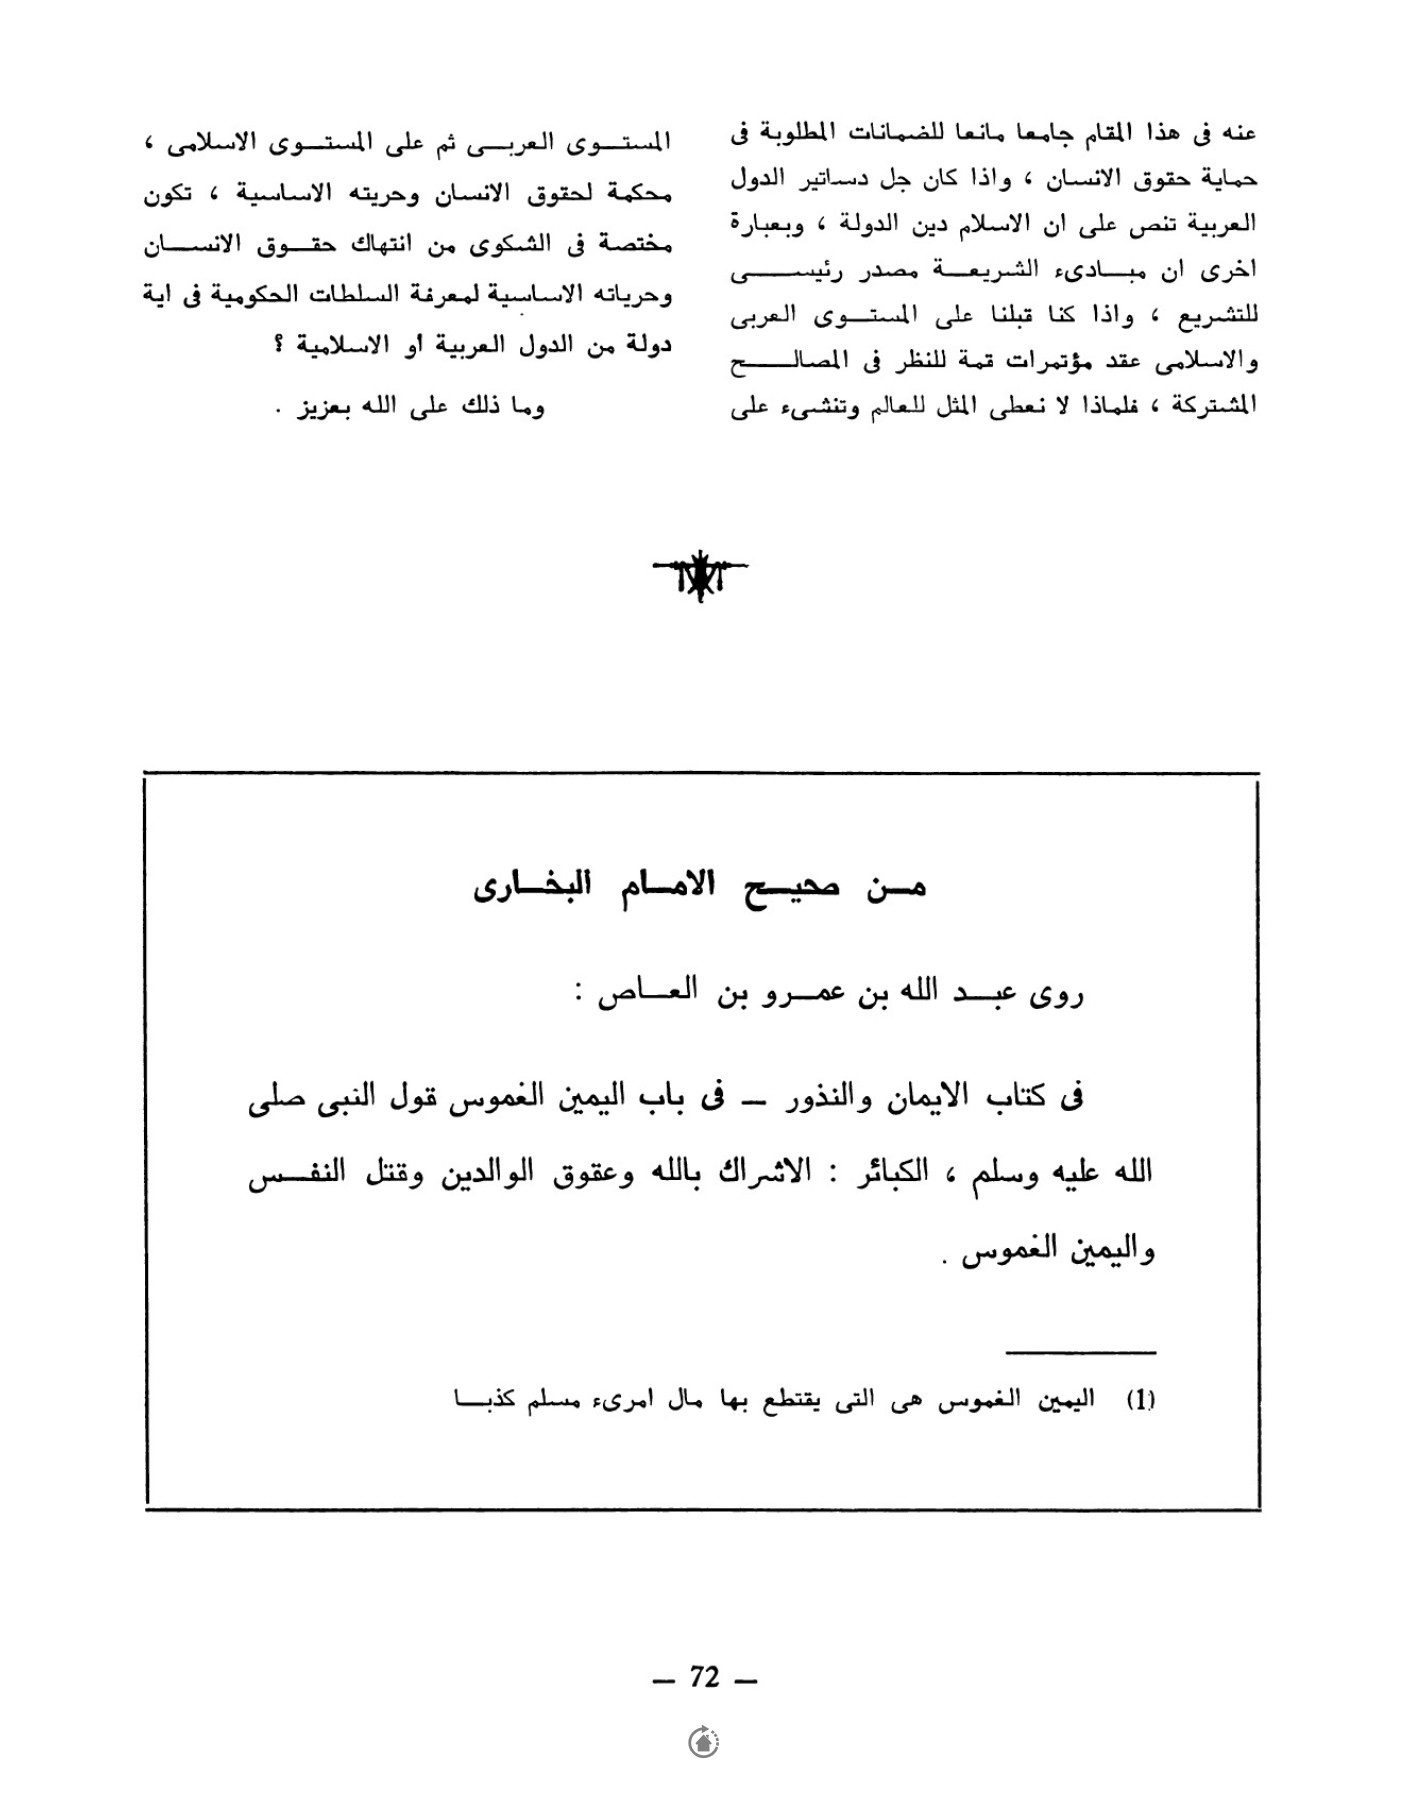 عنه فى هذا المقام جامعا مانعا للضمانات المطلوبة فى
حماية حقوق الانسان ، واذا كان جل دساتير الدول
العربية تنص على ان الاسلام دين الدولة ، وبعبارة
اخرى ان مبادىء الشريعة مصدر رئيسى
للتشريع ، واذا كنا قبلنا على المستوى العربى
والاسلامى عقد مؤتمرات قمة للنظر فى المصالح
المشتركة ، فلماذا لا نعطى المثل للعالم وتنشىء على
المستوى العربى ثم على المستوى الاسلامى ،
محكمة لحقوق الانسان وحريته الاساسية ، تكون
مختصة فى الشكوى من انتهاك حقوق الانسان
وحرياته الاساسية لمعرفة السلطات الحكومية فى اية
دولة من الدول العربية أو الاسلامية ؟
وما ذلك على الله بعزيز .
من صحيح الامام البخارى
روى عبد الله بن عمرو بن العاص :
فى كتاب الايمان والنذور – فى باب اليمين الغموس قول النبى صلى
الله عليه وسلم ، الكبائر : الاشراك بالله وعقوق الوالدين وقتل النفس
واليمين الغموس .
(1) اليمين الغموس هى التى يقتطع بها مال امرىء مسلم كذبا
– 72 –